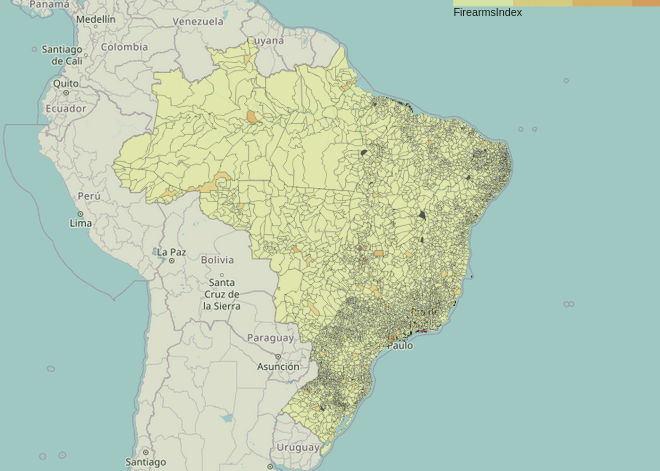 Panamá
Medellín
Venezuela
Guyana
Santiago
de Cali
Colombia
Quito
Ecuador
Perú
Lima
La Paz
Bolivia
Santa
Cruz de
la Sierra
Paraguay
Asunción
Paulo
Uruguay
Santiago
FirearmsIndex